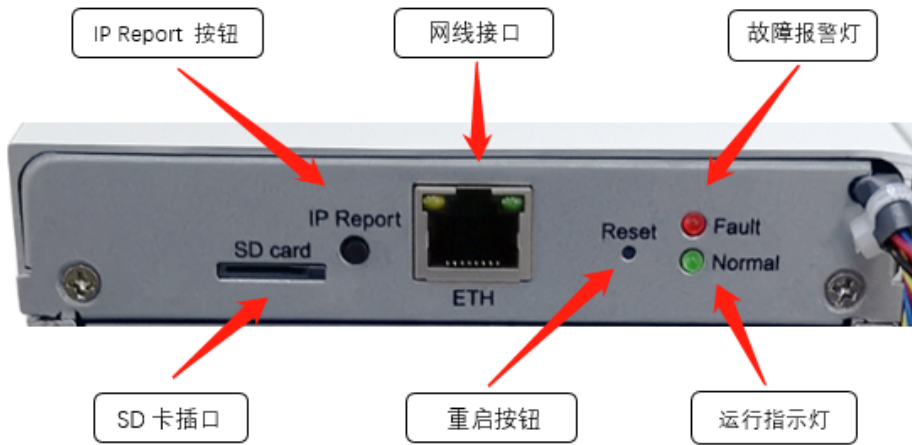 IP Report 按钮
网线接口
故障报警灯
IP Report
SD card
ETH
Reset
Fault
Normal
SD 卡插口
重启按钮
运行指示灯